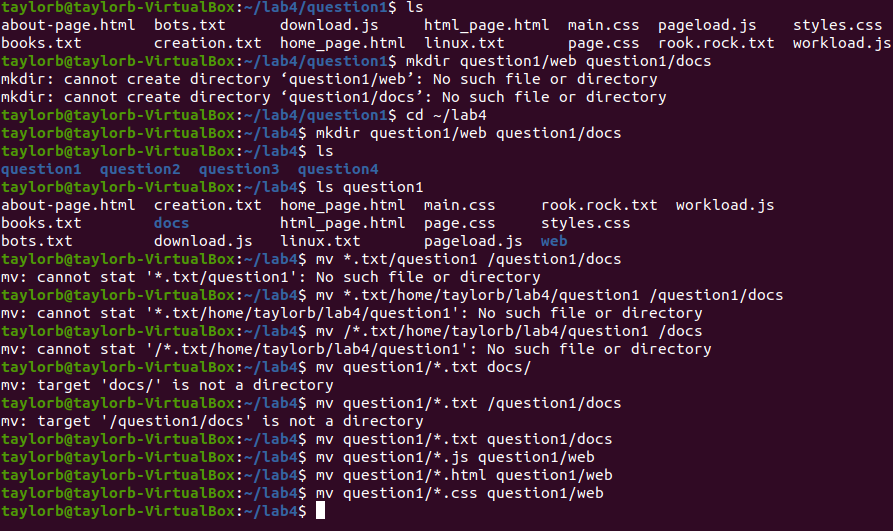 taylorb@taylorb-VirtualBox:~/lab4/question1$ ls
about-page.html  bots.txt      download.js     html_page.html  main.css  pageload.js    styles.css
books.txt        creation.txt  home_page.html  linux.txt       page.css  rook.rock.txt  workload.js
taylorb@taylorb-VirtualBox:~/lab4/question1$ mkdir question1/web question1/docs
mkdir: cannot create directory ‘question1/web’: No such file or directory
mkdir: cannot create directory ‘question1/docs’: No such file or directory
taylorb@taylorb-VirtualBox:~/lab4/question1$ cd ~/lab4
taylorb@taylorb-VirtualBox:~/lab4$ mkdir question1/web question1/docs
taylorb@taylorb-VirtualBox:~/lab4$ ls
question1  question2  question3  question4
taylorb@taylorb-VirtualBox:~/lab4$ ls question1
about-page.html  creation.txt  home_page.html  main.css     rook.rock.txt  workload.js
books.txt        docs          html_page.html  page.css     styles.css
bots.txt         download.js   linux.txt       pageload.js  web
taylorb@taylorb-VirtualBox:~/lab4$ mv *.txt/question1 /question1/docs
mv: cannot stat '*.txt/question1': No such file or directory
taylorb@taylorb-VirtualBox:~/lab4$ mv *.txt/home/taylorb/lab4/question1 /question1/docs
mv: cannot stat '*.txt/home/taylorb/lab4/question1': No such file or directory
taylorb@taylorb-VirtualBox:~/lab4$ mv /*.txt/home/taylorb/lab4/question1 /docs
mv: cannot stat '/*.txt/home/taylorb/lab4/question1': No such file or directory
taylorb@taylorb-VirtualBox:~/lab4$ mv question1/*.txt docs/
mv: target 'docs/' is not a directory
taylorb@taylorb-VirtualBox:~/lab4$ mv question1/*.txt /question1/docs
mv: target '/question1/docs' is not a directory
taylorb@taylorb-VirtualBox:~/lab4$ mv question1/*.txt question1/docs
taylorb@taylorb-VirtualBox:~/lab4$ mv question1/*.js question1/web
taylorb@taylorb-VirtualBox:~/lab4$ mv question1/*.html question1/web
taylorb@taylorb-VirtualBox:~/lab4$ mv question1/*.css question1/web
taylorb@taylorb-VirtualBox:~/lab4$